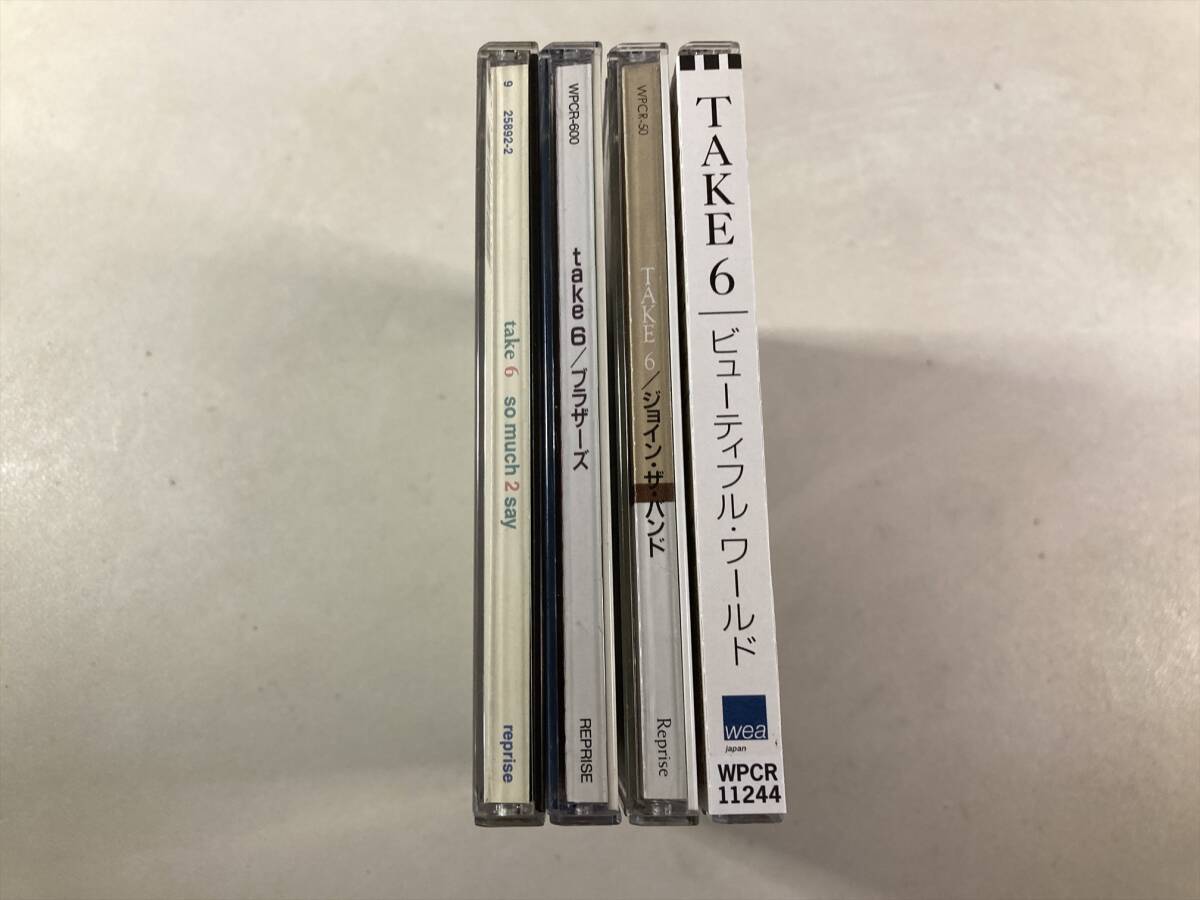 9 25892-2
take 6 so much 2 say
reprise
WPCR-600
take 6/ブラザーズ
REPRISE
WPCR-50
TAKE 6/ジョイン・ザ・バンド
Reprise
TAKE 6|ビューティフル・ワールド
wea
japan
WPCR
11244